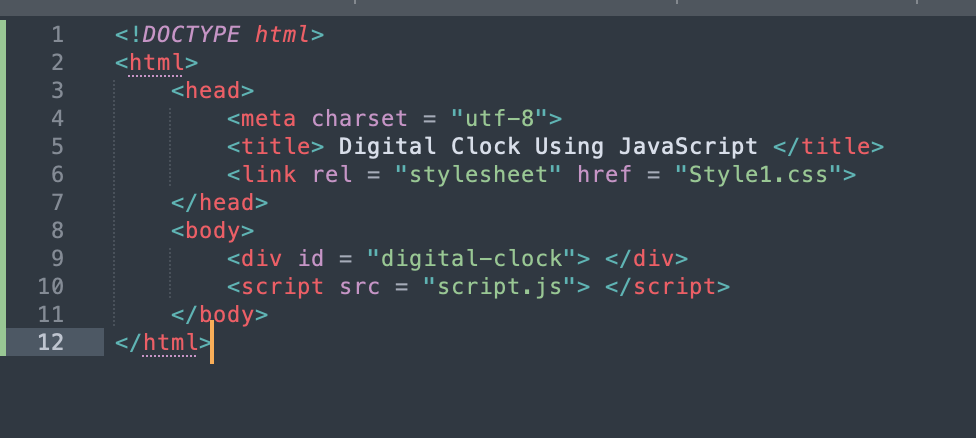 1 <!DOCTYPE html>
2 <html>
3     <head>
4         <meta charset = "utf-8">
5         <title> Digital Clock Using JavaScript </title>
6         <link rel = "stylesheet" href = "Style1.css">
7     </head>
8     <body>
9         <div id = "digital-clock"> </div>
10         <script src = "script.js"> </script>
11     </body>
12 </html>